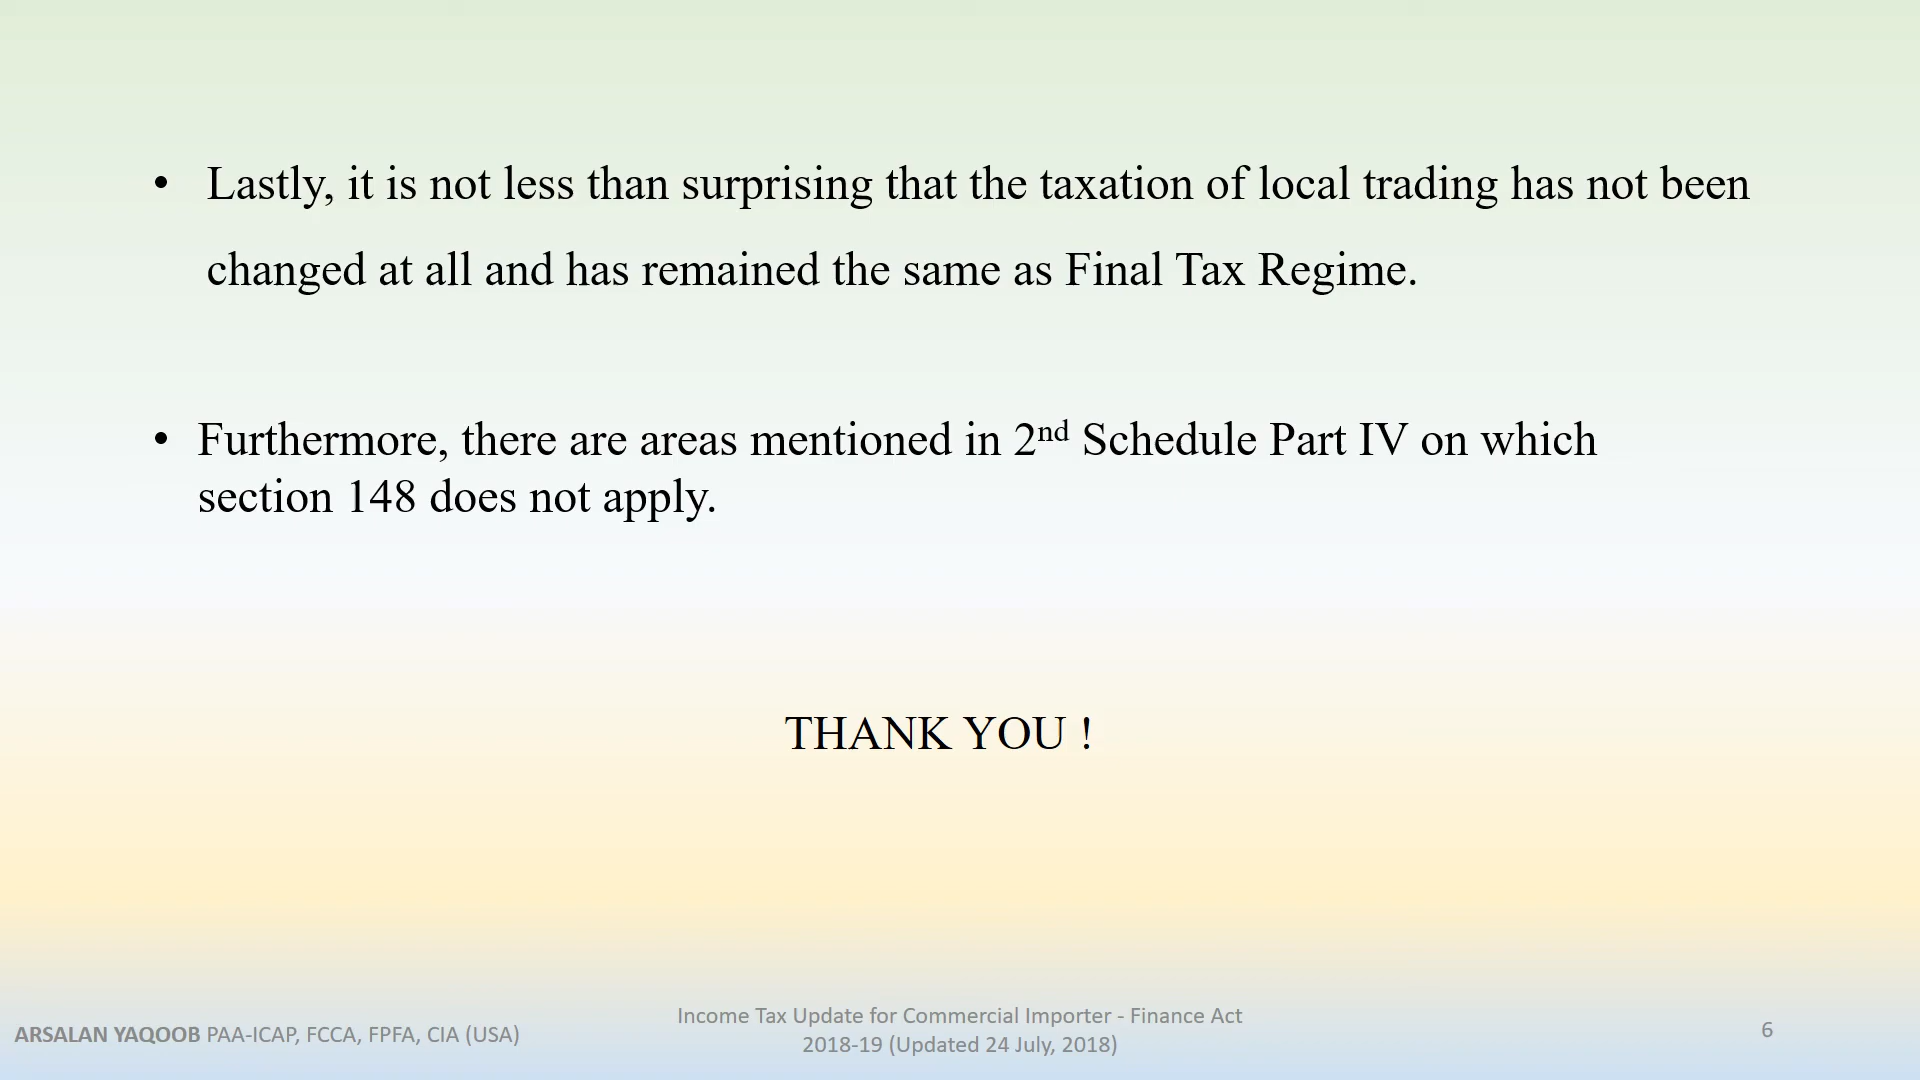 • Lastly, it is not less than surprising that the taxation of local trading has not been
changed at all and has remained the same as Final Tax Regime.
• Furthermore, there are areas mentioned in 2nd Schedule Part IV on which
section 148 does not apply.
THANK YOU !
ARSALAN YAQOOB PAA-ICAP, FCCA, FPFA, CIA (USA)
Income Tax Update for Commercial Importer - Finance Act
2018-19 (Updated 24 July, 2018)
6